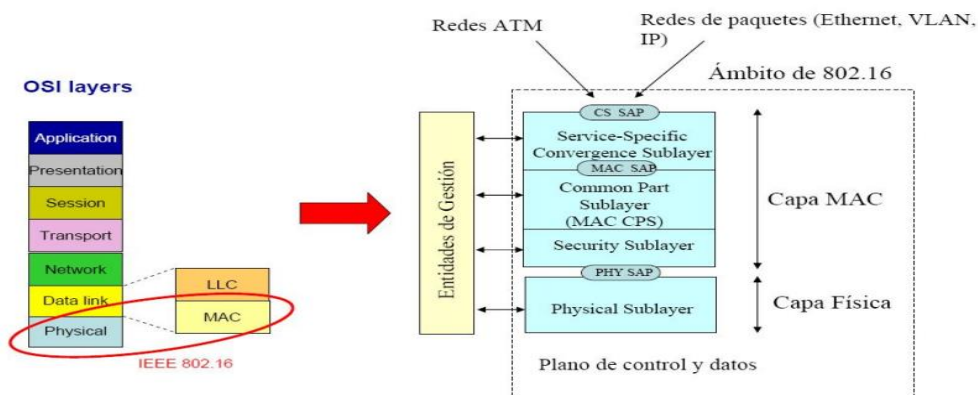 OSI layers
Application
Presentation
Session
Transport
Network
Data link
Physical
LLC
MAC
IEEE 802.16
Redes ATM
Redes de paquetes (Ethernet, VLAN,
IP)
Ámbito de 802.16
Entidades de Gestión
CS SAP
Service-Specific
Convergence Sublayer
MAC SAP
Common Part
Sublayer
(MAC CPS)
Security Sublayer
PHY SAP
Physical Sublayer
Capa MAC
Capa Física
Plano de control y datos